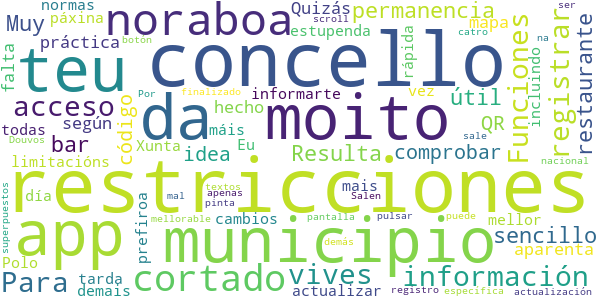 normas
páxina
Muy
práctica
noraboa
Quizás
scroll
estupenda
permanencia
mapa
catro
na
ser
falta
teu
concello
rápida
Funciones
incluindo
registrar
restaurante
acceso
todas
botón
Por
finalizado
informarte
vez
útil
según
código
hecho
da
moito
QR
sale
bar
Xunta
máis
Douvos
limitacións
idea
Eu
Resulta
comprobar
nacional
restricciones
día
mal
textos
apenas
pinta
mais
mellor
superpuestos
app
prefiroa
municipio
sencillo
mellorable
cambios
Salen
pantalla
pulsar
puede
aparenta
Polo
Para
tarda
demais
cortado
vives
demás
actualizar
información
registro
específica
actualización